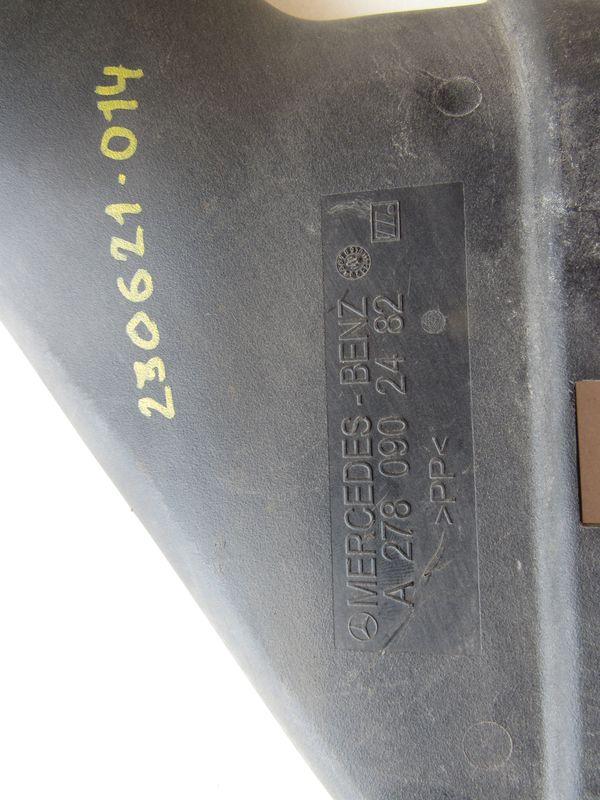 230621-014
MERCEDES-BENZ
A 278 090 24 82
>PP<